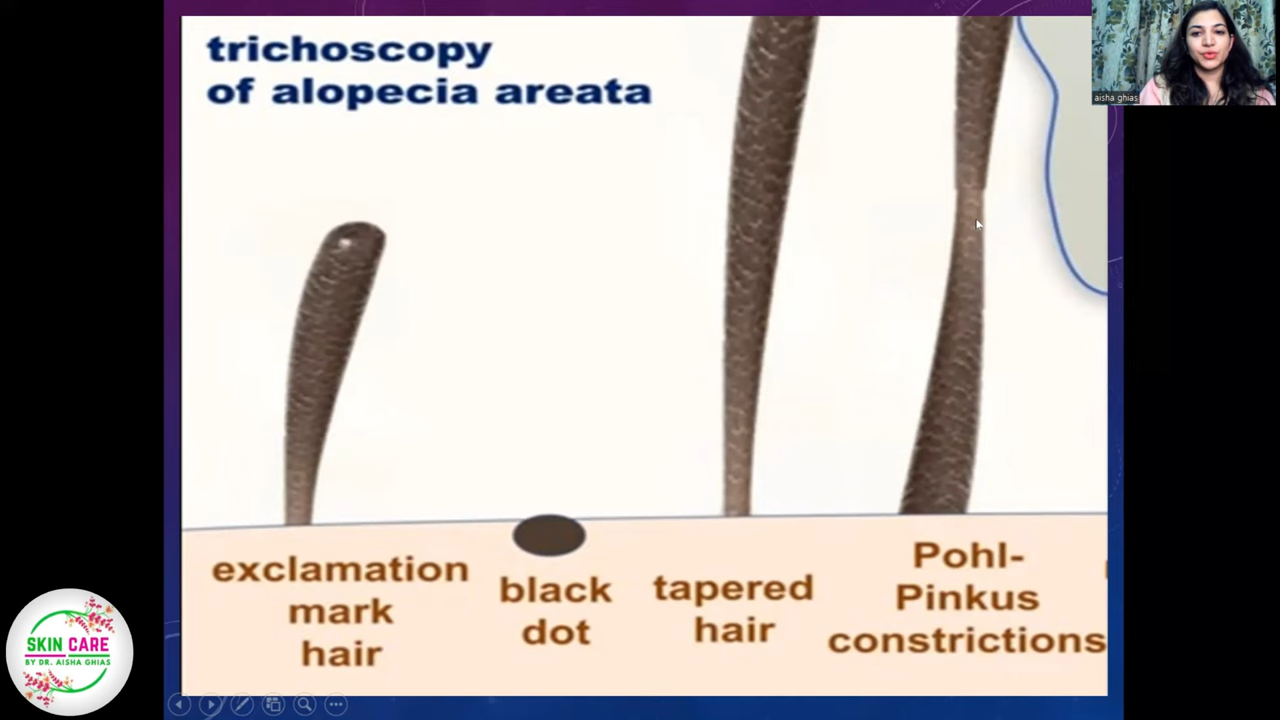 trichoscopy
of alopecia areata
aisha ghias
exclamation
mark
hair
black
dot
tapered
hair
Pohl-
Pinkus
constrictions
SKIN CARE
BY DR. AISHA GHIAS